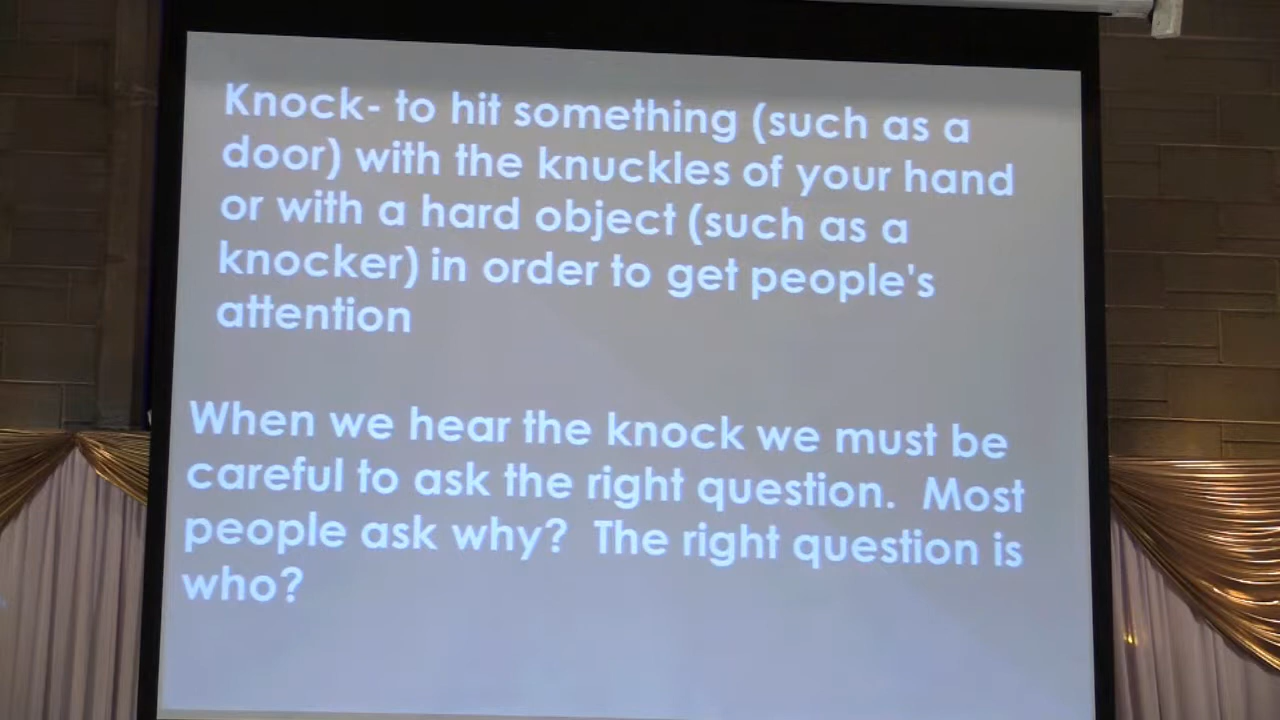 Knock- to hit something (such as a
door) with the knuckles of your hand
or with a hard object (such as a
knocker) in order to get people's
attention
When we hear the knock we must be
careful to ask the right question.  Most
people ask why?  The right question is
who?